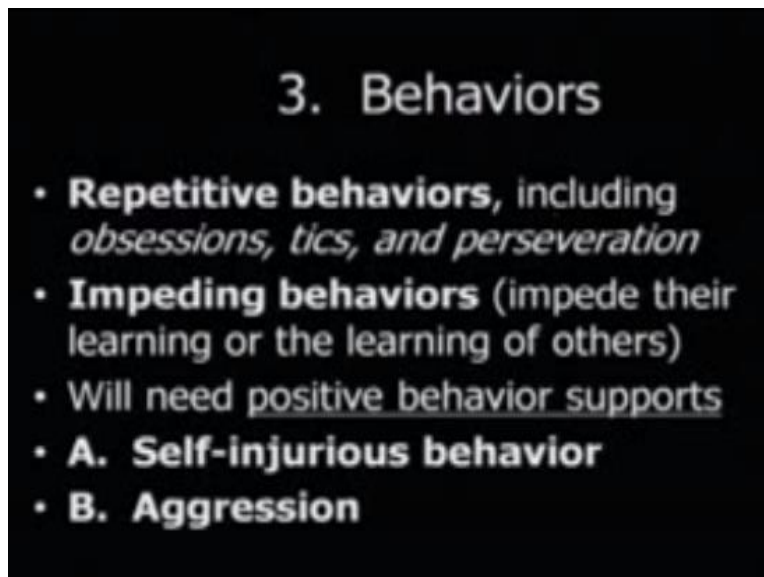 3. Behaviors
• Repetitive behaviors, including
obsessions, tics, and perseveration
• Impeding behaviors (impede their
learning or the learning of others)
• Will need positive behavior supports
• A. Self-injurious behavior
• B. Aggression